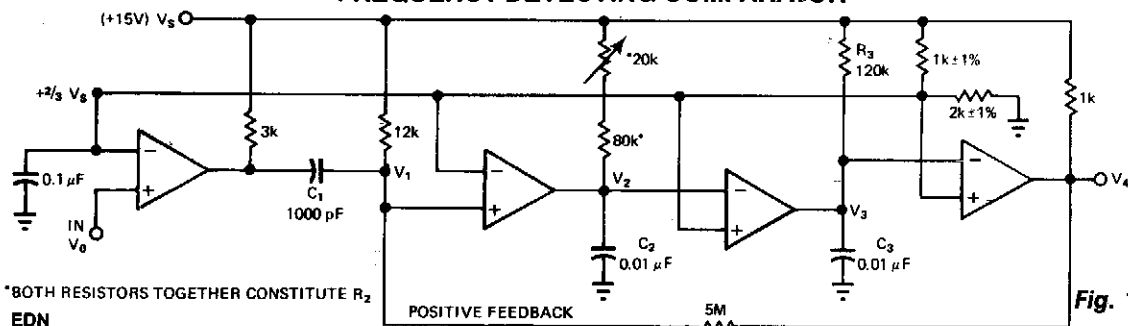 FREQUENCY DETECTING COMPARATOR
(+15V) Vs
+2/3 Vs
3k
12k
*20k
80k*
R3
120k
1k±1%
2k±1%
1k
0.1 μF
IN
V0
C1
1000 pF
V1
V2
V3
V4
C2
0.01 μF
C3
0.01 μF
*BOTH RESISTORS TOGETHER CONSTITUTE R2
EDN
POSITIVE FEEDBACK
5M
Fig. 1